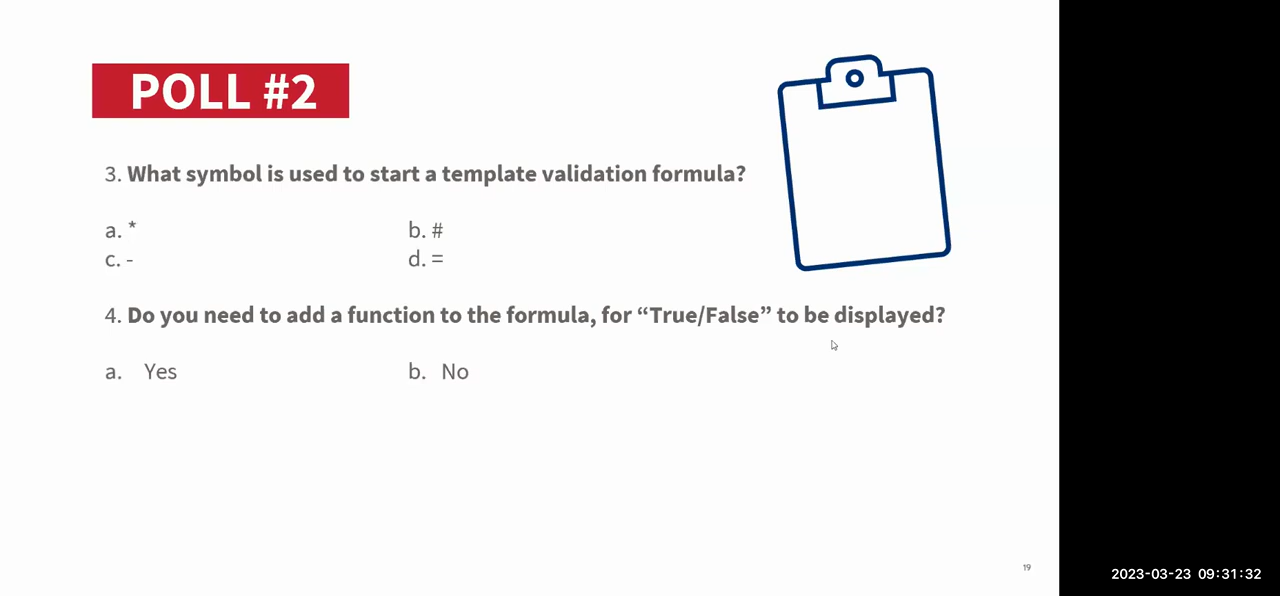 POLL #2
3. What symbol is used to start a template validation formula?
a. * b. #
c. - d. =
4. Do you need to add a function to the formula, for “True/False” to be displayed?
a. Yes b. No
19
2023-03-23 09:31:32